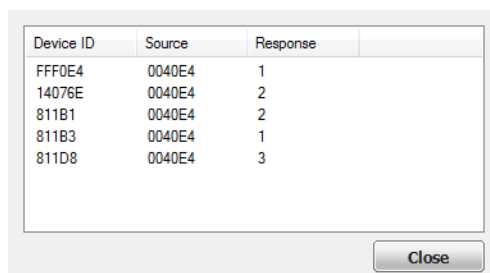 Device ID Source Response
FFF0E4 0040E4 1
14076E 0040E4 2
811B1 0040E4 2
811B3 0040E4 1
811D8 0040E4 3
Close